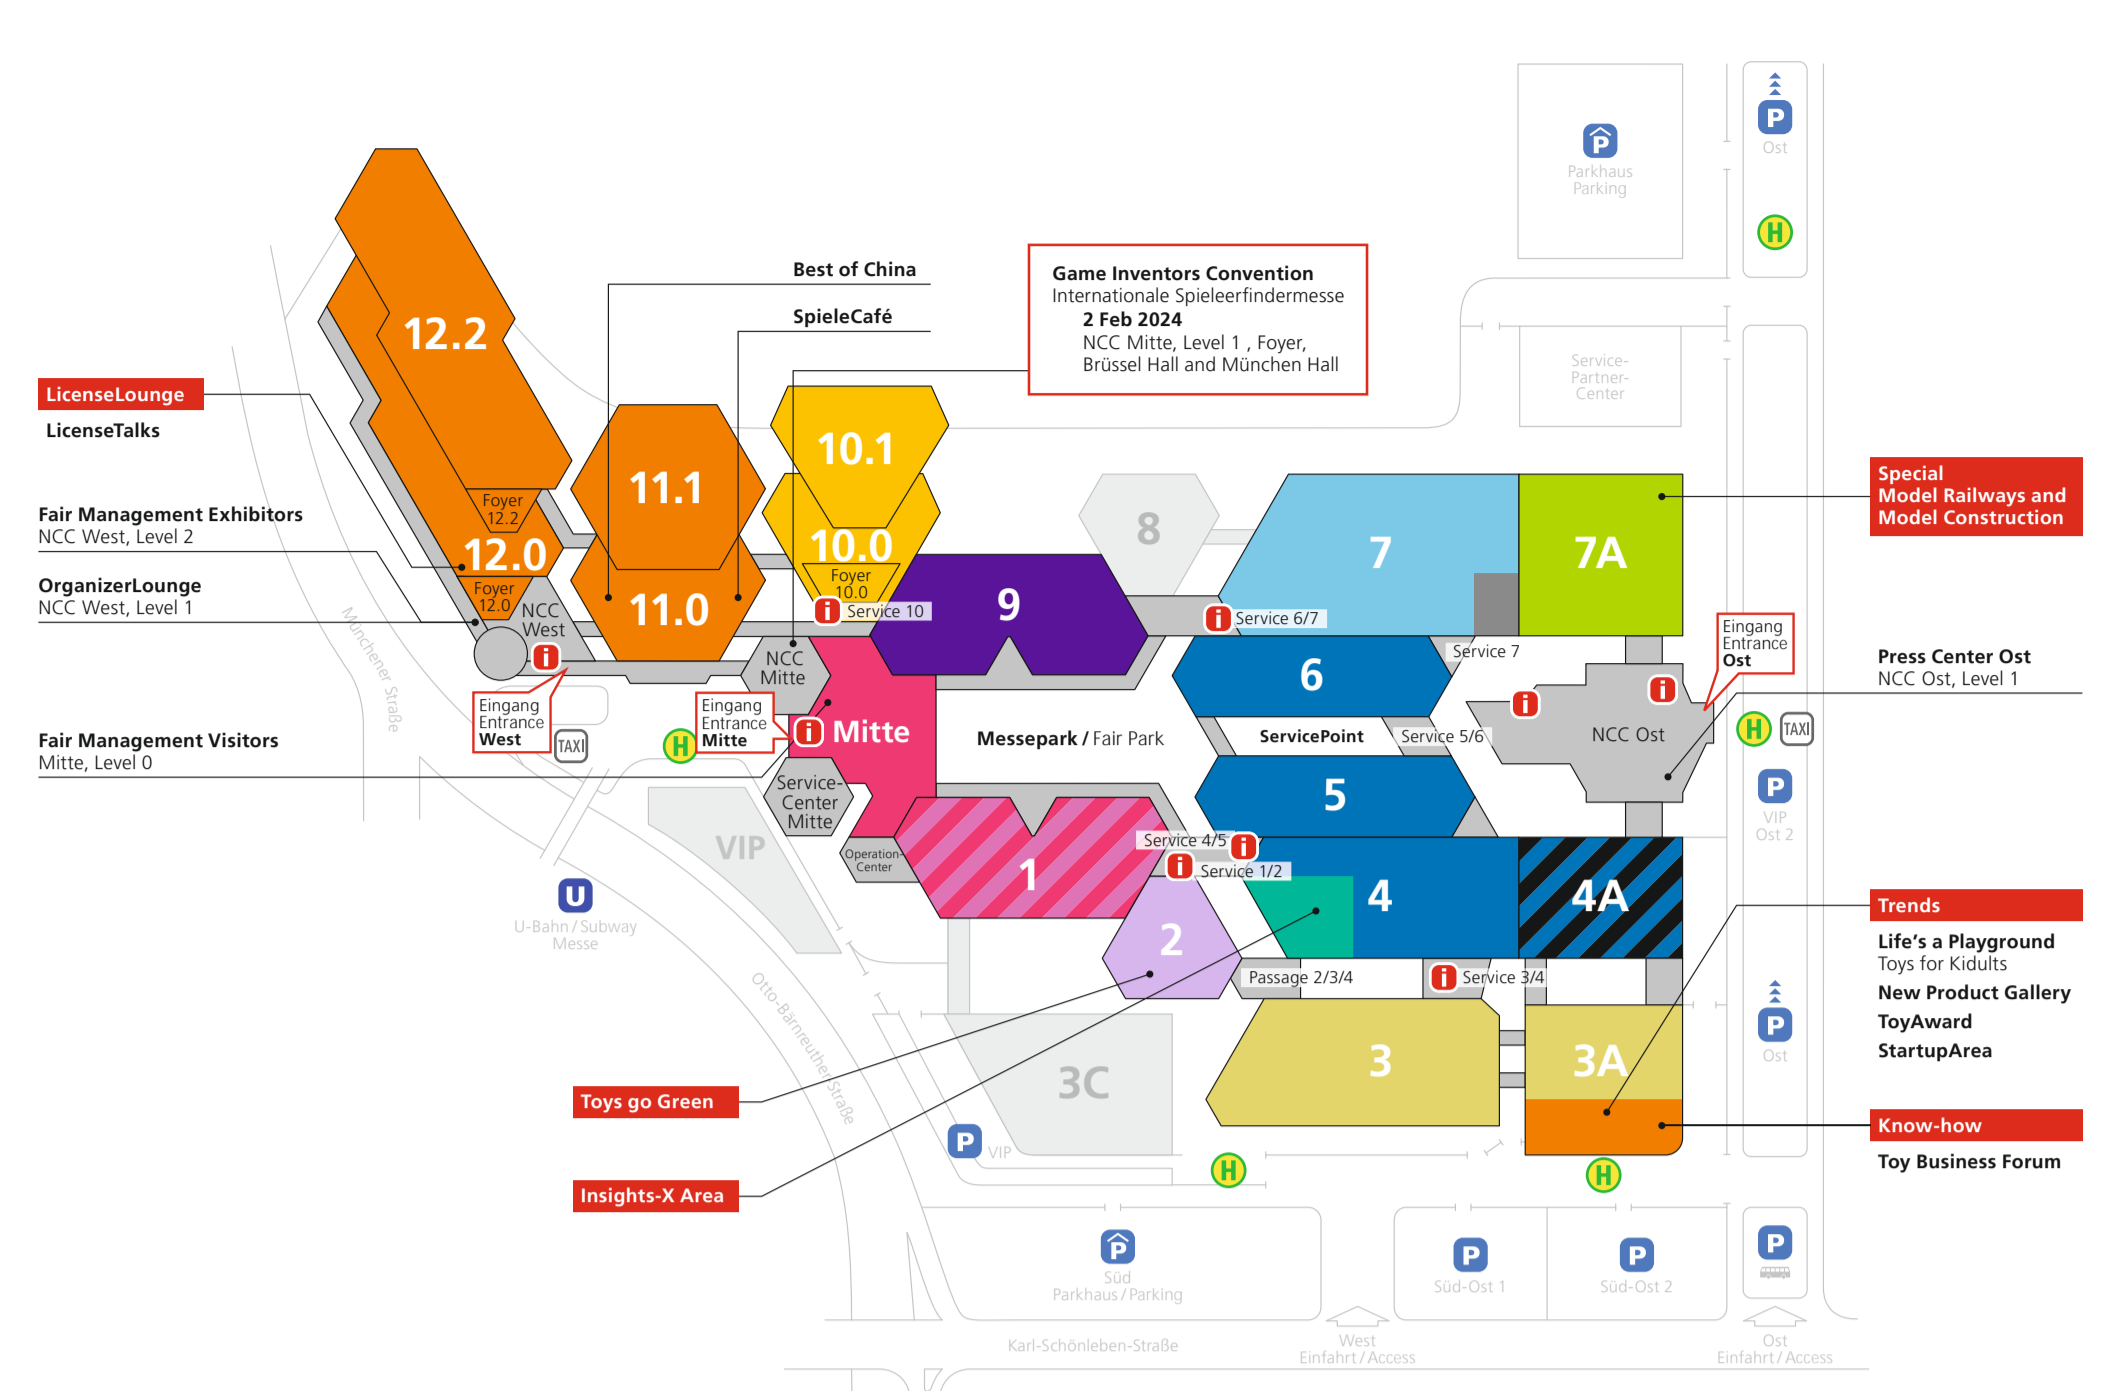 P
Ost
P
Parkhaus
Parking
H
Best of China
SpieleCafé
Game Inventors Convention
Internationale Spieleerfindermesse
2 Feb 2024
NCC Mitte, Level 1 , Foyer,
Brüssel Hall and München Hall
Service-
Partner-
Center
12.2
LicenseLounge
LicenseTalks
11.1
10.1
8
7
7A
Special
Model Railways and
Model Construction
Foyer
12.2
Fair Management Exhibitors
NCC West, Level 2
12.0
10.0
Foyer
10.0
OrganizerLounge
NCC West, Level 1
Foyer
12.0
NCC
West
11.0
i
Service 10
9
i
Service 6/7
Münchener Straße
i
NCC
Mitte
6
Service 7
Eingang
Entrance
Ost
Press Center Ost
NCC Ost, Level 1
Eingang
Entrance
West
TAXI
H
Eingang
Entrance
Mitte
i
Mitte
Messepark / Fair Park
ServicePoint
Service 5/6
i
i
NCC Ost
H
TAXI
Fair Management Visitors
Mitte, Level 0
Service-
Center
Mitte
5
P
VIP
Ost 2
VIP
Operation-
Center
1
Service 4/5
i
i
Service 1/2
4
4A
U
U-Bahn / Subway
Messe
2
Trends
Life’s a Playground
Toys for Kidults
New Product Gallery
ToyAward
StartupArea
Passage 2/3/4
i
Service 3/4
Otto-Bärnreuther-Straße
P
Ost
3C
3
3A
Toys go Green
P
VIP
Know-how
Toy Business Forum
H
H
Insights-X Area
P
Süd
Parkhaus / Parking
P
Süd-Ost 1
P
Süd-Ost 2
P
Karl-Schönleben-Straße
West
Einfahrt / Access
Ost
Einfahrt / Access